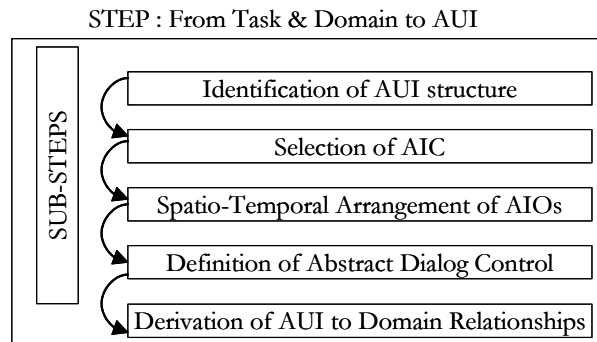 STEP : From Task & Domain to AUI
SUB-STEPS
Identification of AUI structure
Selection of AIC
Spatio-Temporal Arrangement of AIOs
Definition of Abstract Dialog Control
Derivation of AUI to Domain Relationships